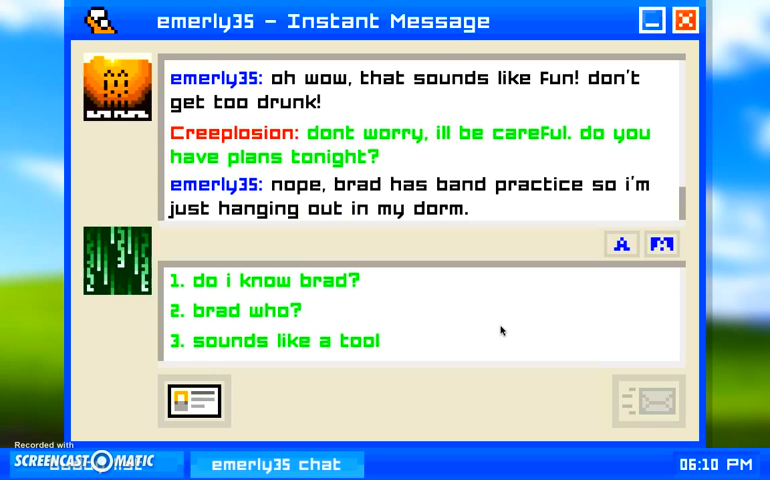 emerly35 - Instant Message
emerly35: oh wow, that sounds like fun! don't
get too drunk!
Creeplosion: dont worry, ill be careful. do you
have plans tonight?
emerly35: nope, brad has band practice so i'm
just hanging out in my dorm.
A
1. do i know brad?
2. brad who?
3. sounds like a tool
Recorded with
SCREENCAST-O-MATIC
emerly35 chat
06:10 PM